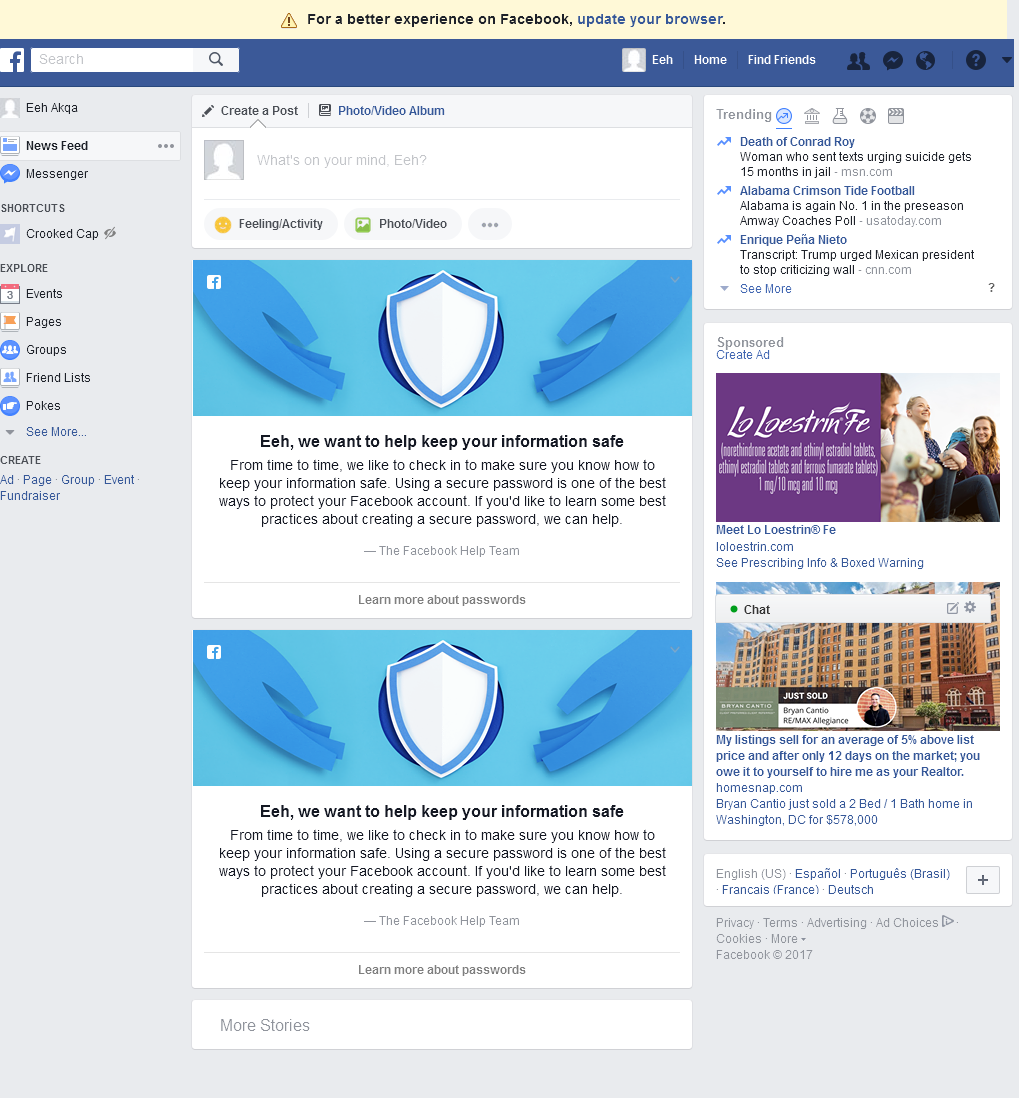 For a better experience on Facebook, update your browser.
Search
Eeh
Home
Find Friends
Eeh Akqa
News Feed
Messenger
SHORTCUTS
Crooked Cap
EXPLORE
3
Events
Pages
Groups
Friend Lists
Pokes
See More...
CREATE
Ad · Page · Group · Event ·
Fundraiser
Create a Post
Photo/Video Album
What's on your mind, Eeh?
Feeling/Activity
Photo/Video
Eeh, we want to help keep your information safe
From time to time, we like to check in to make sure you know how to
keep your information safe. Using a secure password is one of the best
ways to protect your Facebook account. If you'd like to learn some best
practices about creating a secure password, we can help.
— The Facebook Help Team
Learn more about passwords
Eeh, we want to help keep your information safe
From time to time, we like to check in to make sure you know how to
keep your information safe. Using a secure password is one of the best
ways to protect your Facebook account. If you'd like to learn some best
practices about creating a secure password, we can help.
— The Facebook Help Team
Learn more about passwords
More Stories
Trending
Death of Conrad Roy
Woman who sent texts urging suicide gets
15 months in jail - msn.com
Alabama Crimson Tide Football
Alabama is again No. 1 in the preseason
Amway Coaches Poll - usatoday.com
Enrique Peña Nieto
Transcript: Trump urged Mexican president
to stop criticizing wall - cnn.com
See More
?
Sponsored
Create Ad
Lo Loestrin Fe
(norethindrone acetate and ethinyl estradiol tablets,
ethinyl estradiol tablets and ferrous fumarate tablets)
1 mg/10 mcg and 10 mcg
Meet Lo Loestrin® Fe
loloestrin.com
See Prescribing Info & Boxed Warning
Chat
BRYAN CANTIO
JUST SOLD
Bryan Cantio
RE/MAX Allegiance
My listings sell for an average of 5% above list
price and after only 12 days on the market; you
owe it to yourself to hire me as your Realtor.
homesnap.com
Bryan Cantio just sold a 2 Bed / 1 Bath home in
Washington, DC for $578,000
English (US) · Español · Português (Brasil)
· Français (France) · Deutsch
Privacy · Terms · Advertising · Ad Choices ·
Cookies · More
Facebook © 2017